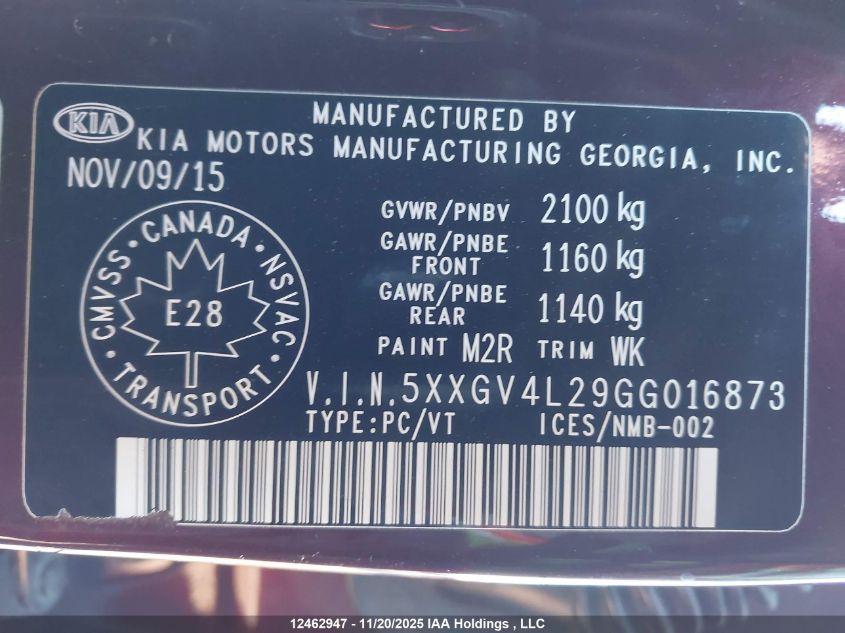 KIA
MANUFACTURED BY
KIA MOTORS MANUFACTURING GEORGIA, INC.
NOV/09/15
GVWR/PNBV 2100 kg
GAWR/PNBE FRONT 1160 kg
GAWR/PNBE REAR 1140 kg
PAINT M2R TRIM WK
CMVSS · CANADA · NSVAC · TRANSPORT ·
E28
V.I.N.5XXGV4L29GG016873
TYPE:PC/VT ICES/NMB-002
12462947 - 11/20/2025 IAA Holdings , LLC